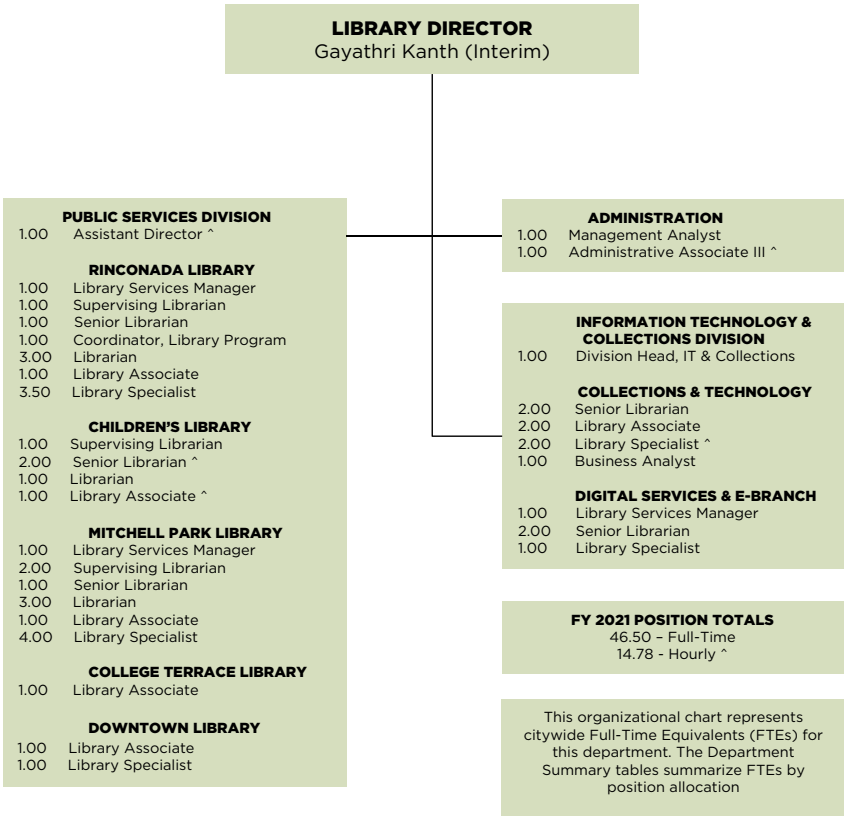 LIBRARY DIRECTOR
Gayathri Kanth (Interim)
PUBLIC SERVICES DIVISION
1.00 Assistant Director ^
RINCONADA LIBRARY
1.00 Library Services Manager
1.00 Supervising Librarian
1.00 Senior Librarian
1.00 Coordinator, Library Program
3.00 Librarian
1.00 Library Associate
3.50 Library Specialist
CHILDREN’S LIBRARY
1.00 Supervising Librarian
2.00 Senior Librarian ^
1.00 Librarian
1.00 Library Associate ^
MITCHELL PARK LIBRARY
1.00 Library Services Manager
2.00 Supervising Librarian
1.00 Senior Librarian
3.00 Librarian
1.00 Library Associate
4.00 Library Specialist
COLLEGE TERRACE LIBRARY
1.00 Library Associate
DOWNTOWN LIBRARY
1.00 Library Associate
1.00 Library Specialist
ADMINISTRATION
1.00 Management Analyst
1.00 Administrative Associate III ^
INFORMATION TECHNOLOGY &
COLLECTIONS DIVISION
1.00 Division Head, IT & Collections
COLLECTIONS & TECHNOLOGY
2.00 Senior Librarian
2.00 Library Associate
2.00 Library Specialist ^
1.00 Business Analyst
DIGITAL SERVICES & E-BRANCH
1.00 Library Services Manager
2.00 Senior Librarian
1.00 Library Specialist
FY 2021 POSITION TOTALS
46.50 – Full-Time
14.78 - Hourly ^
This organizational chart represents
citywide Full-Time Equivalents (FTEs) for
this department. The Department
Summary tables summarize FTEs by
position allocation